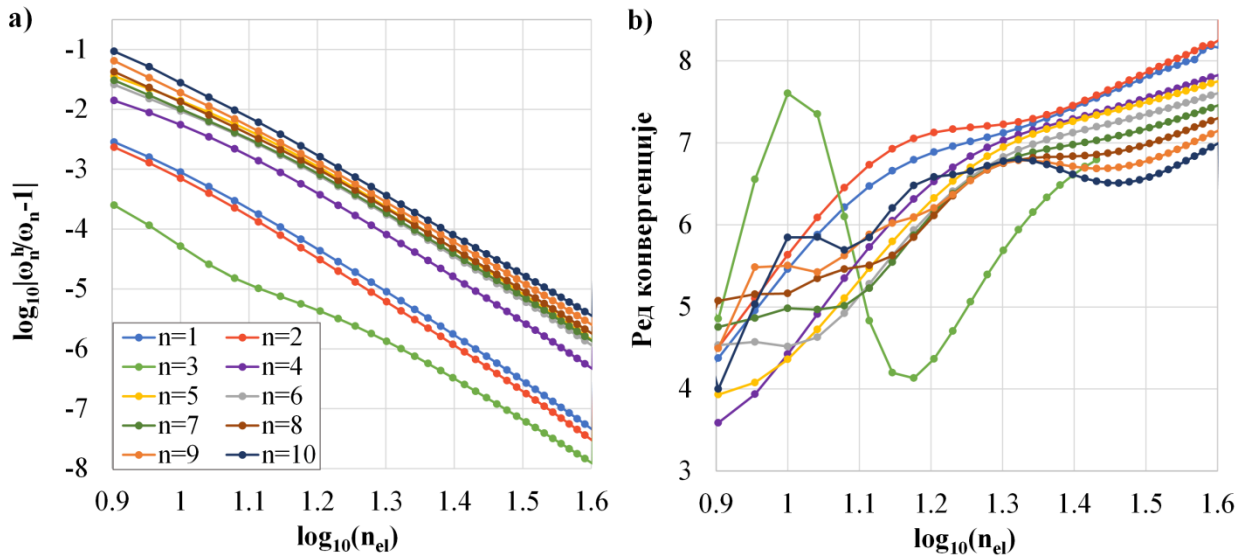 a)
log₁₀|ωₙʰ/ωₙ-1|
-1
-2
-3
-4
-5
-6
-7
-8
n=1 n=2
n=3 n=4
n=5 n=6
n=7 n=8
n=9 n=10
0.9 1 1.1 1.2 1.3 1.4 1.5 1.6
log₁₀(nₑₗ)
b)
Ред конвергенције
8
7
6
5
4
3
0.9 1 1.1 1.2 1.3 1.4 1.5 1.6
log₁₀(nₑₗ)